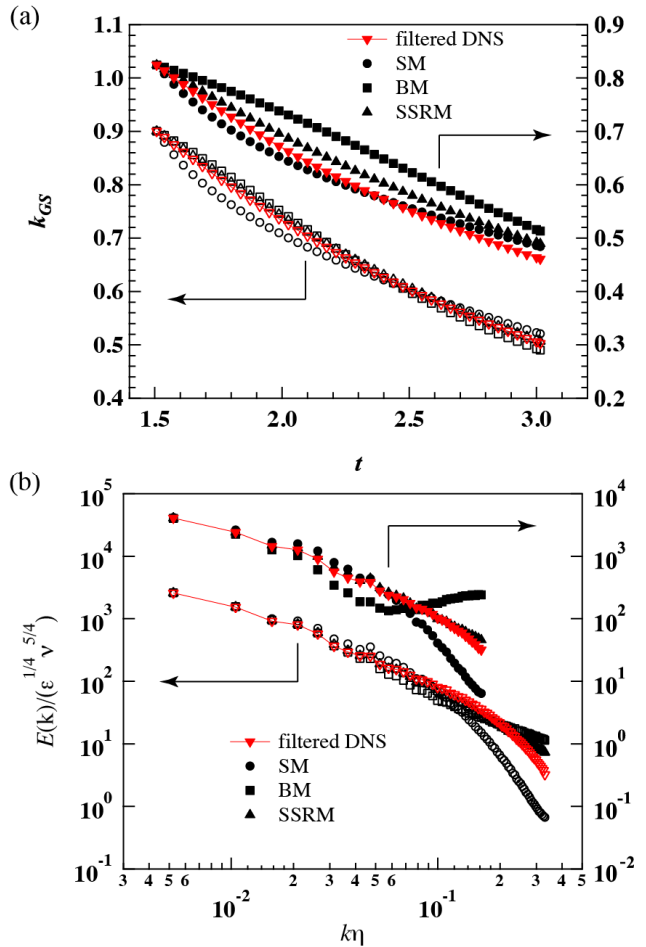 (a)
1.1
1.0
0.9
0.8
0.7
0.6
0.5
0.4
k_GS
0.9
0.8
0.7
0.6
0.5
0.4
0.3
0.2
filtered DNS
SM
BM
SSRM
1.5 2.0 2.5 3.0
t
(b)
10^5
10^4
10^3
10^2
10^1
10^0
10^-1
E(k)/(ε^1/4 ν^5/4)
10^4
10^3
10^2
10^1
10^0
10^-1
10^-2
filtered DNS
SM
BM
SSRM
3 4 5 6 2 3 4 5 6 2 3 4 5
10^-2 10^-1
kη